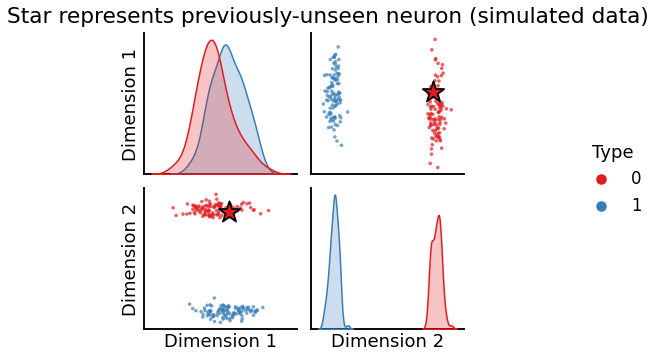 Star represents previously-unseen neuron (simulated data)
Dimension 1
Type
0
1
Dimension 2
Dimension 1
Dimension 2